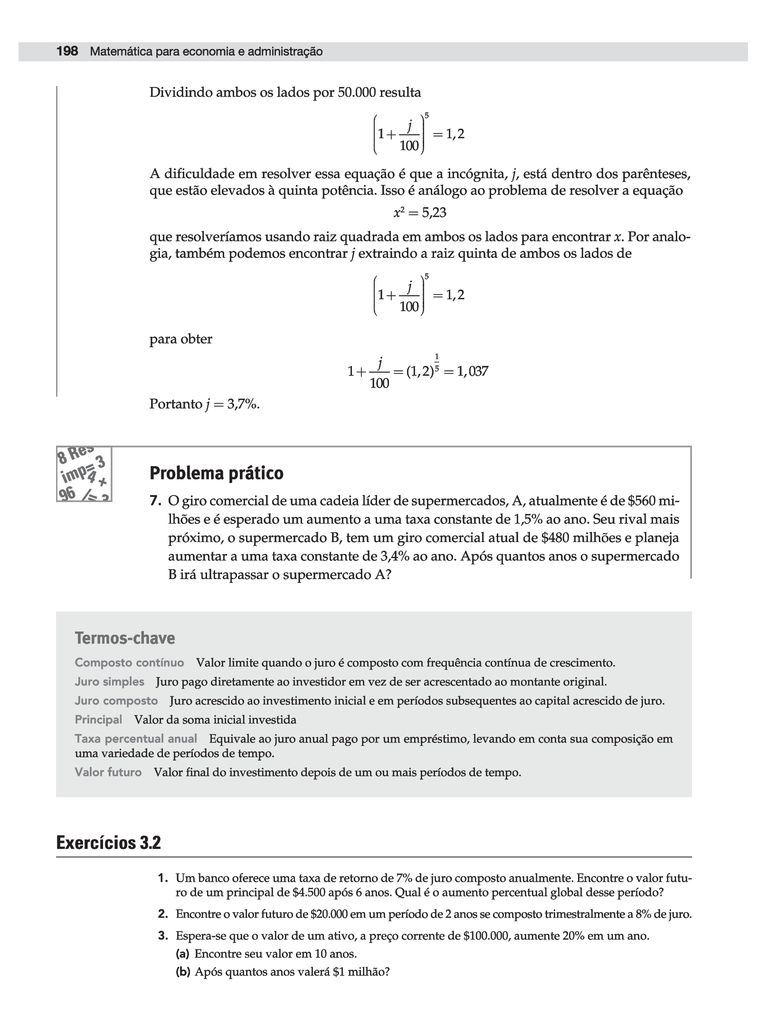 198 Matemática para economia e administração
Dividindo ambos os lados por 50.000 resulta
(1 + j/100)^5 = 1,2
A dificuldade em resolver essa equação é que a incógnita, j, está dentro dos parênteses,
que estão elevados à quinta potência. Isso é análogo ao problema de resolver a equação
x² = 5,23
que resolveríamos usando raiz quadrada em ambos os lados para encontrar x. Por analo-
gia, também podemos encontrar j extraindo a raiz quinta de ambos os lados de
(1 + j/100)^5 = 1,2
para obter
1 + j/100 = (1,2)^(1/5) = 1,037
Portanto j = 3,7%.
8 Res
imp= 3
4 +
96 /= 3
Problema prático
7. O giro comercial de uma cadeia líder de supermercados, A, atualmente é de $560 mi-
lhões e é esperado um aumento a uma taxa constante de 1,5% ao ano. Seu rival mais
próximo, o supermercado B, tem um giro comercial atual de $480 milhões e planeja
aumentar a uma taxa constante de 3,4% ao ano. Após quantos anos o supermercado
B irá ultrapassar o supermercado A?
Termos-chave
Composto contínuo Valor limite quando o juro é composto com frequência contínua de crescimento.
Juro simples Juro pago diretamente ao investidor em vez de ser acrescentado ao montante original.
Juro composto Juro acrescido ao investimento inicial e em períodos subsequentes ao capital acrescido de juro.
Principal Valor da soma inicial investida
Taxa percentual anual Equivale ao juro anual pago por um empréstimo, levando em conta sua composição em
uma variedade de períodos de tempo.
Valor futuro Valor final do investimento depois de um ou mais períodos de tempo.
Exercícios 3.2
1. Um banco oferece uma taxa de retorno de 7% de juro composto anualmente. Encontre o valor futu-
ro de um principal de $4.500 após 6 anos. Qual é o aumento percentual global desse período?
2. Encontre o valor futuro de $20.000 em um período de 2 anos se composto trimestralmente a 8% de juro.
3. Espera-se que o valor de um ativo, a preço corrente de $100.000, aumente 20% em um ano.
(a) Encontre seu valor em 10 anos.
(b) Após quantos anos valerá $1 milhão?